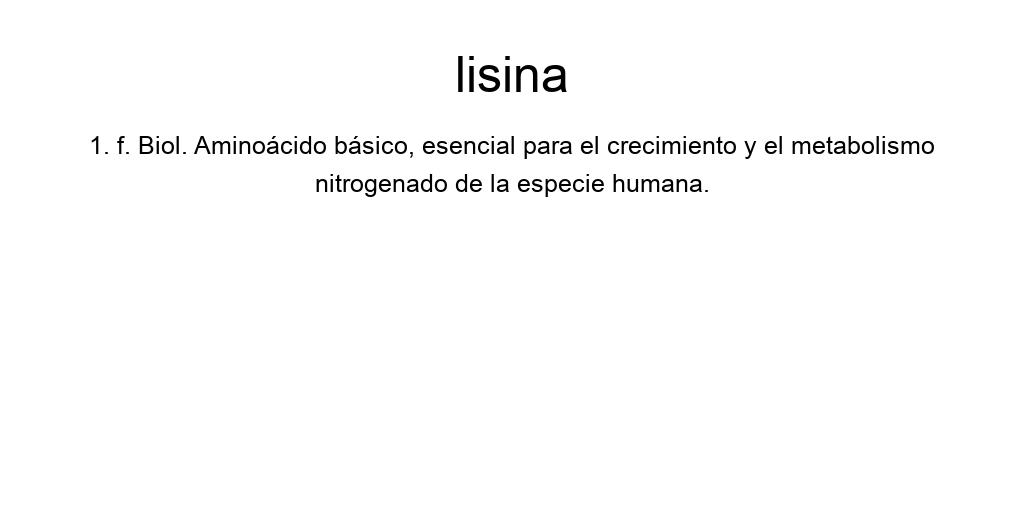 lisina
1. f. Biol. Aminoácido básico, esencial para el crecimiento y el metabolismo
nitrogenado de la especie humana.